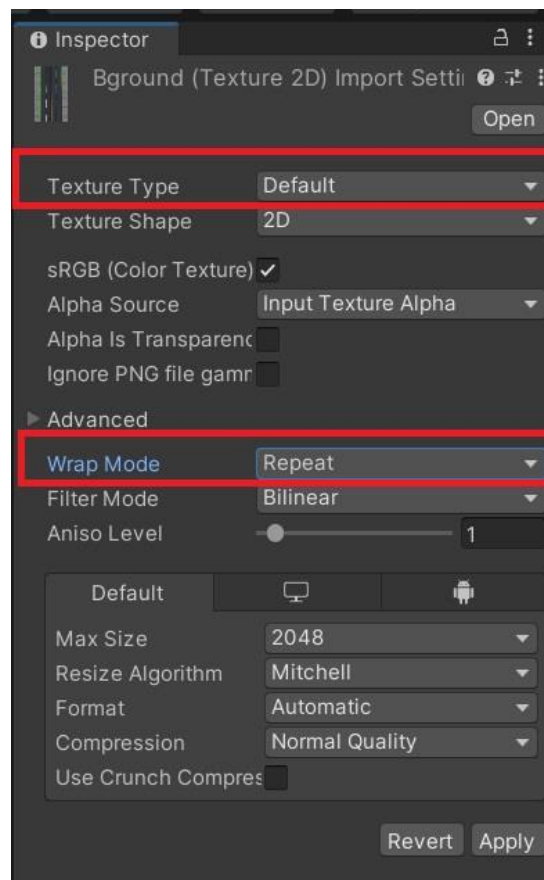 Inspector
Bground (Texture 2D) Import Setti
Open
Texture Type Default
Texture Shape 2D
sRGB (Color Texture)
Alpha Source Input Texture Alpha
Alpha Is Transparenc
Ignore PNG file gamr
Advanced
Wrap Mode Repeat
Filter Mode Bilinear
Aniso Level 1
Default
Max Size 2048
Resize Algorithm Mitchell
Format Automatic
Compression Normal Quality
Use Crunch Compres
Revert Apply